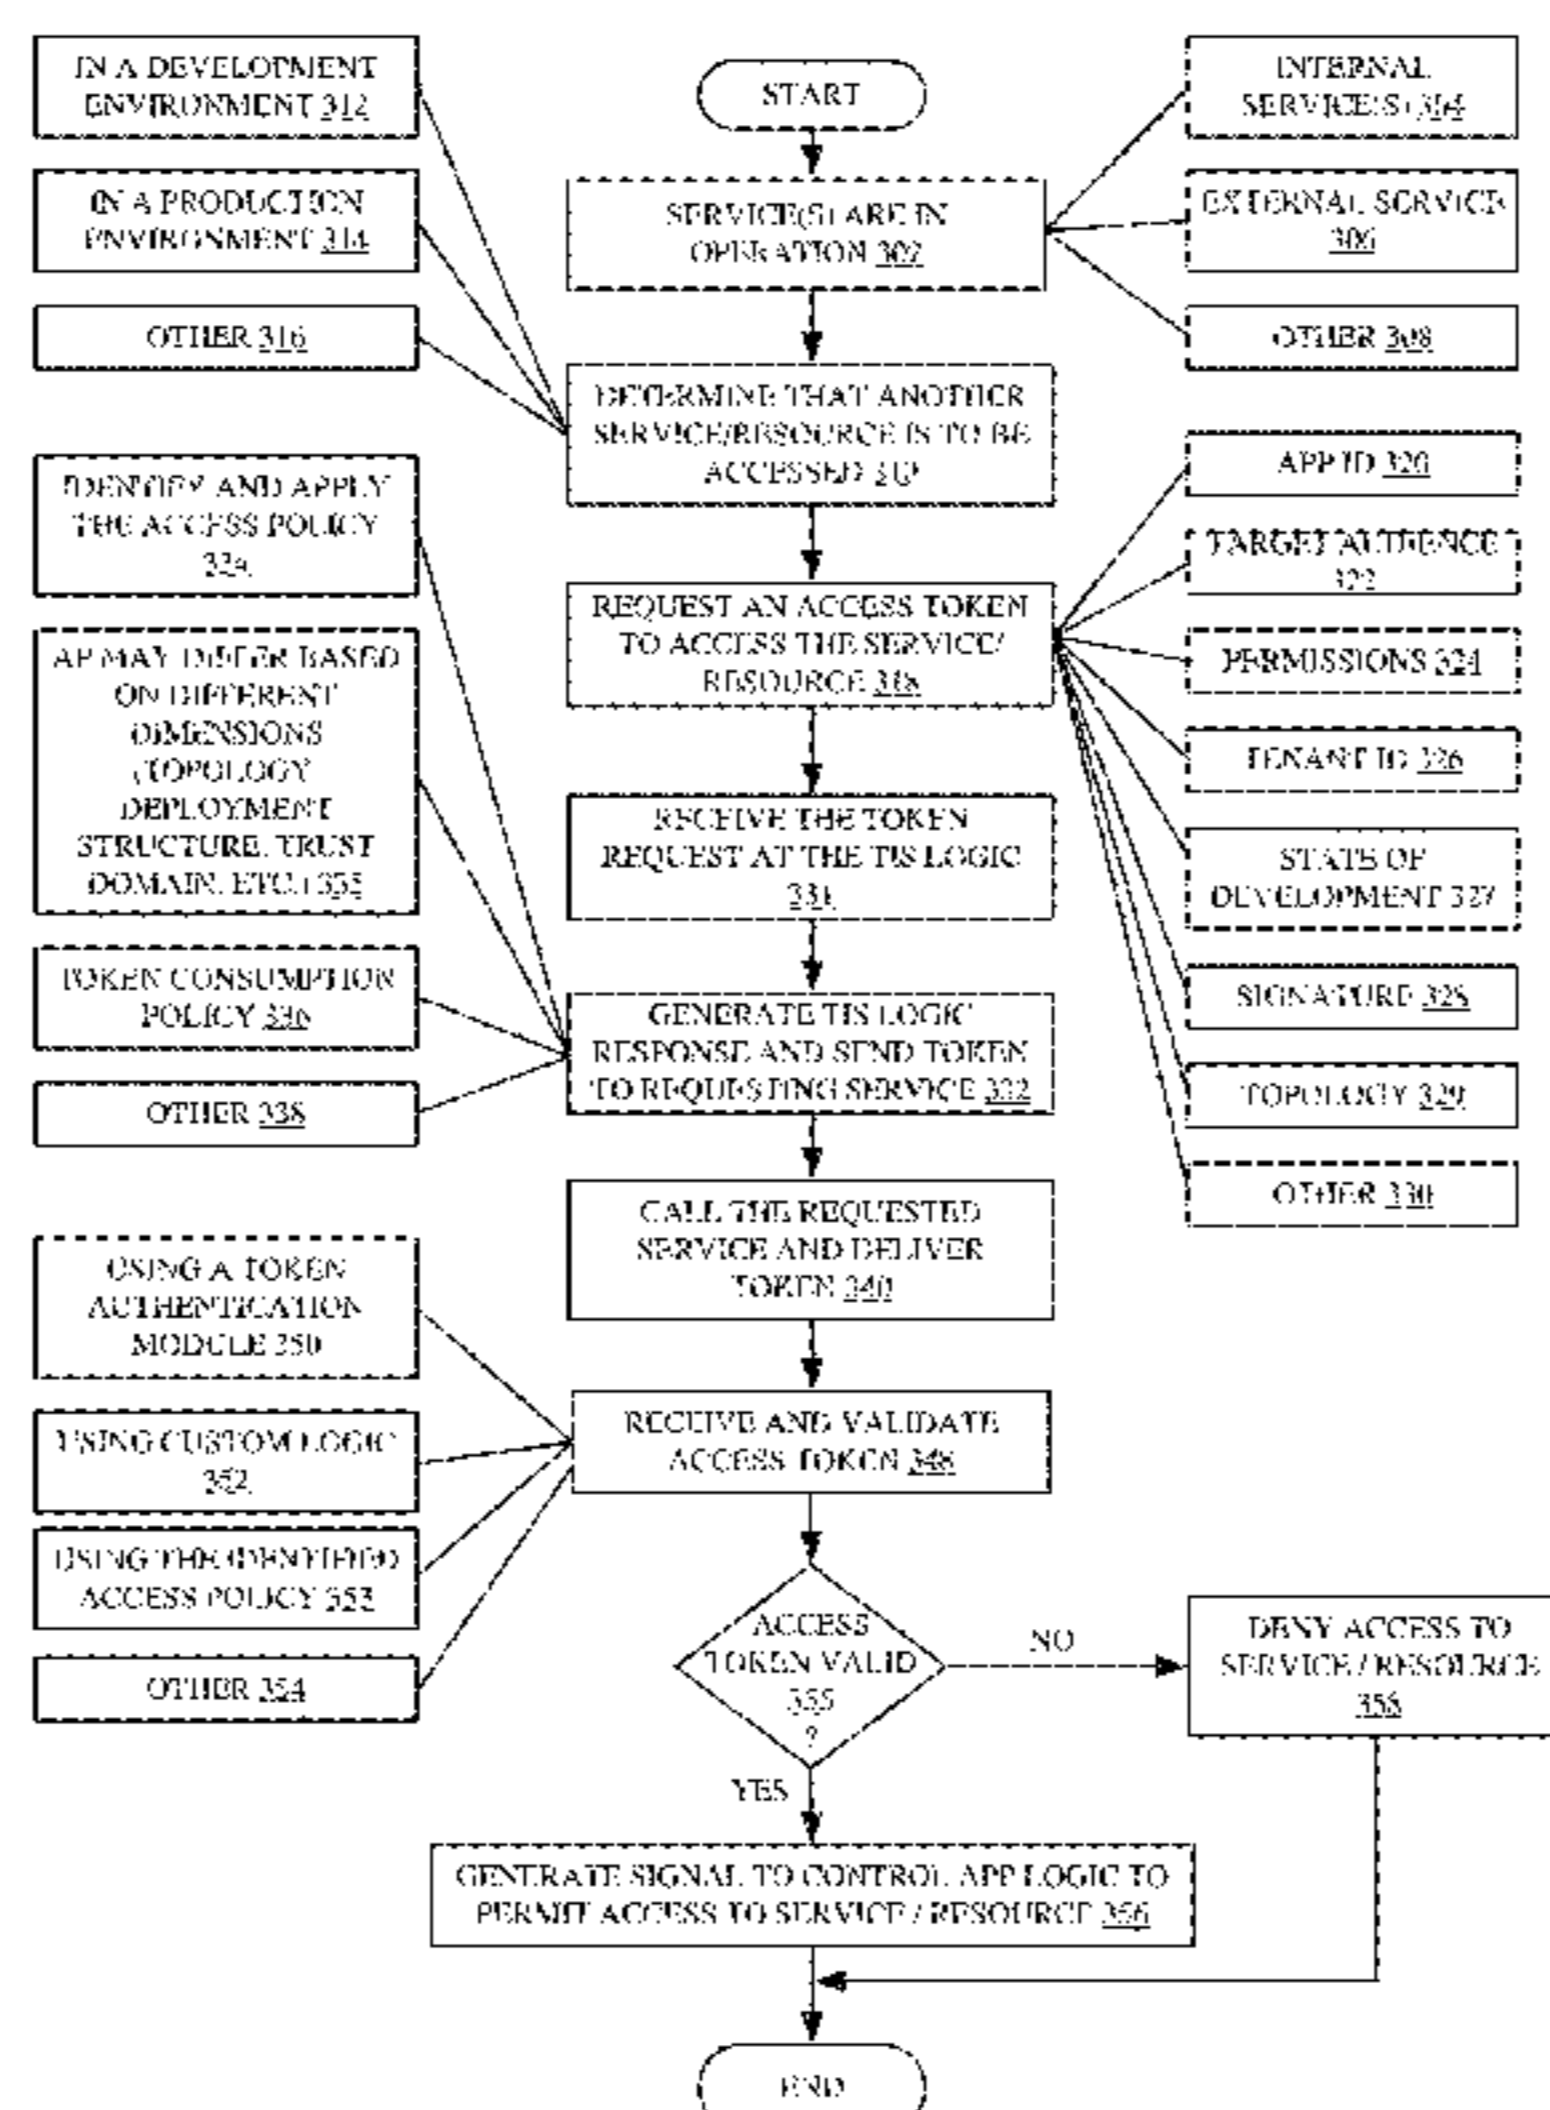 START
SERVICE(S) ARE IN
OPERATION 302
INTERNAL
SERVICE(S) 304
EXTERNAL SERVICE
306
OTHER 308
DETERMINE THAT ANOTHER
SERVICE/RESOURCE IS TO BE
ACCESSED
IN A DEVELOPMENT
ENVIRONMENT 312
IN A PRODUCTION
ENVIRONMENT 314
OTHER 316
REQUEST AN ACCESS TOKEN
TO ACCESS THE SERVICE/
RESOURCE 318
APP ID 320
TARGET AUDIENCE
322
PERMISSIONS 324
TENANT ID 326
STATE OF
DEVELOPMENT 327
SIGNATURE 328
TOPOLOGY 329
OTHER 330
RECEIVE THE TOKEN
REQUEST AT THE TIS LOGIC
331
GENERATE TIS LOGIC
RESPONSE AND SEND TOKEN
TO REQUESTING SERVICE 332
IDENTIFY AND APPLY
THE ACCESS POLICY
334
AP MAY DIFFER BASED
ON DIFFERENT
DIMENSIONS
(TOPOLOGY
DEPLOYMENT
STRUCTURE, TRUST
DOMAIN, ETC.) 335
TOKEN CONSUMPTION
POLICY 336
OTHER 338
CALL THE REQUESTED
SERVICE AND DELIVER
TOKEN 340
RECEIVE AND VALIDATE
ACCESS TOKEN 348
USING A TOKEN
AUTHENTICATION
MODULE 350
USING CUSTOM LOGIC
352
USING THE IDENTIFIED
ACCESS POLICY 353
OTHER 354
ACCESS
TOKEN VALID
355
?
NO
DENY ACCESS TO
SERVICE / RESOURCE
358
YES
GENERATE SIGNAL TO CONTROL APP LOGIC TO
PERMIT ACCESS TO SERVICE / RESOURCE 356
END